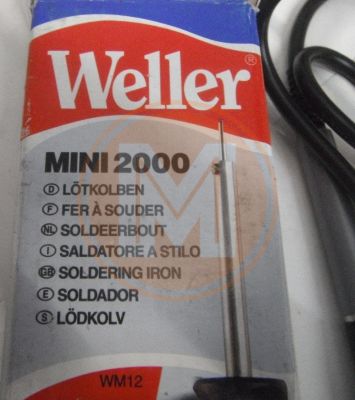 Weller®
MINI 2000
D LÖTKOLBEN
F FER À SOUDER
NL SOLDEERBOUT
I SALDATORE A STILO
GB SOLDERING IRON
E SOLDADOR
S LÖDKOLV
WM12